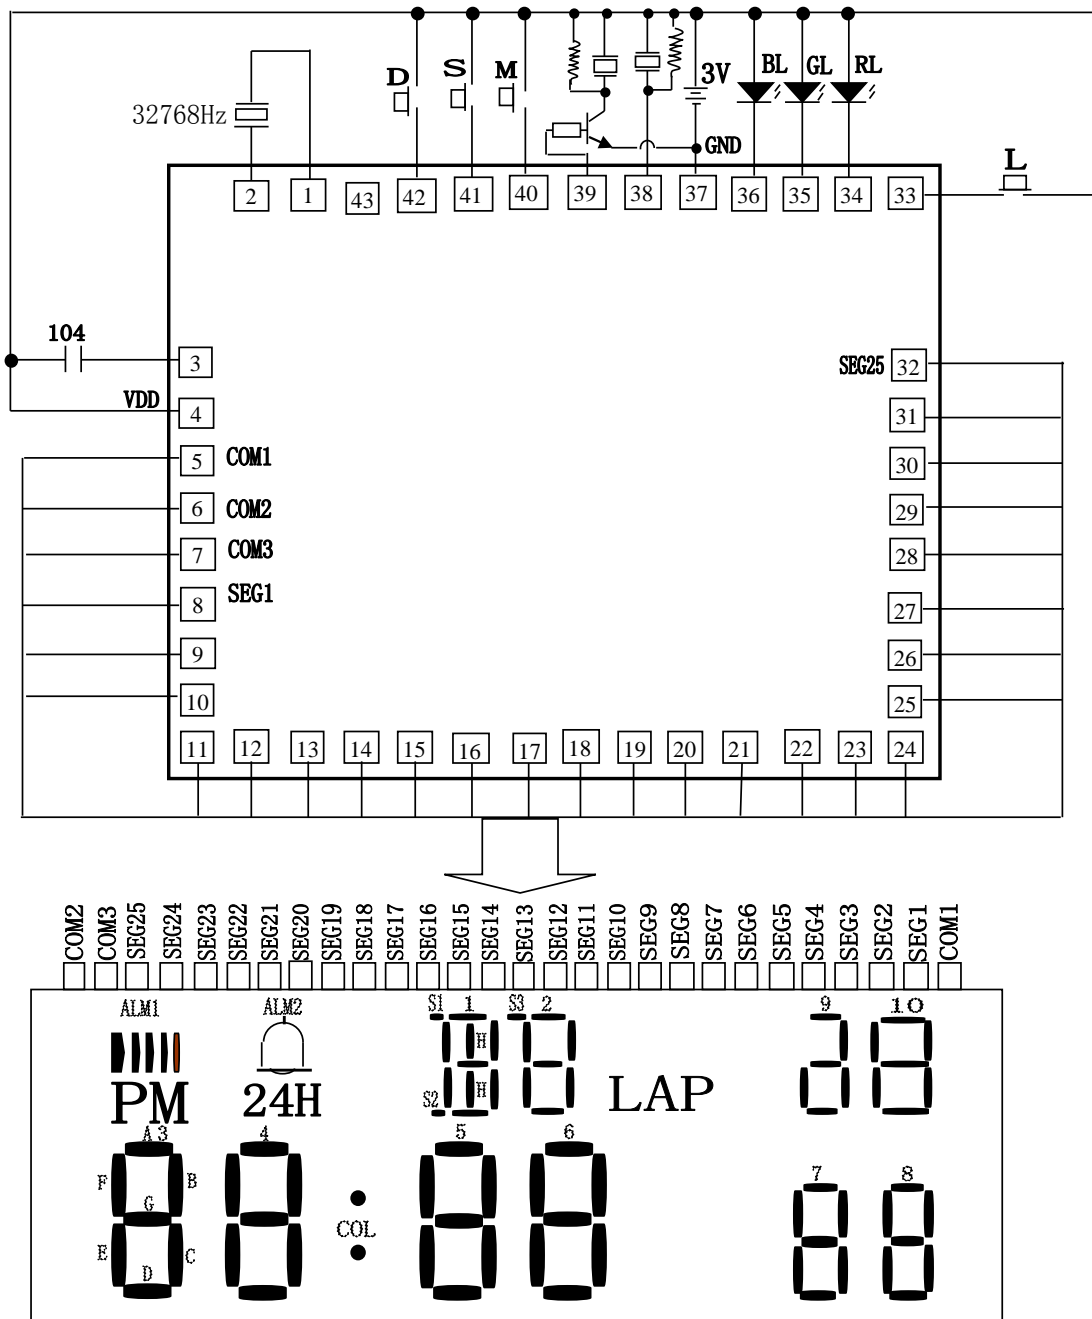 D S M 3V BL GL RL
32768Hz
GND
L
2 1 43 42 41 40 39 38 37 36 35 34 33
104
3
SEG25 32
VDD
4
31
5 COM1
30
6 COM2
29
7 COM3
28
8 SEG1
27
9
26
10
25
11 12 13 14 15 16 17 18 19 20 21 22 23 24
COM2 COM3 SEG25 SEG24 SEG23 SEG22 SEG21 SEG20 SEG19 SEG18 SEG17 SEG16 SEG15 SEG14 SEG13 SEG12 SEG11 SEG10 SEG9 SEG8 SEG7 SEG6 SEG5 SEG4 SEG3 SEG2 SEG1 COM1
ALM1 ALM2 S1 1 S3 2 9 10
H
H
S2
PM 24H LAP
A 3 4 5 6
F B
G
7 8
COL
E C
D